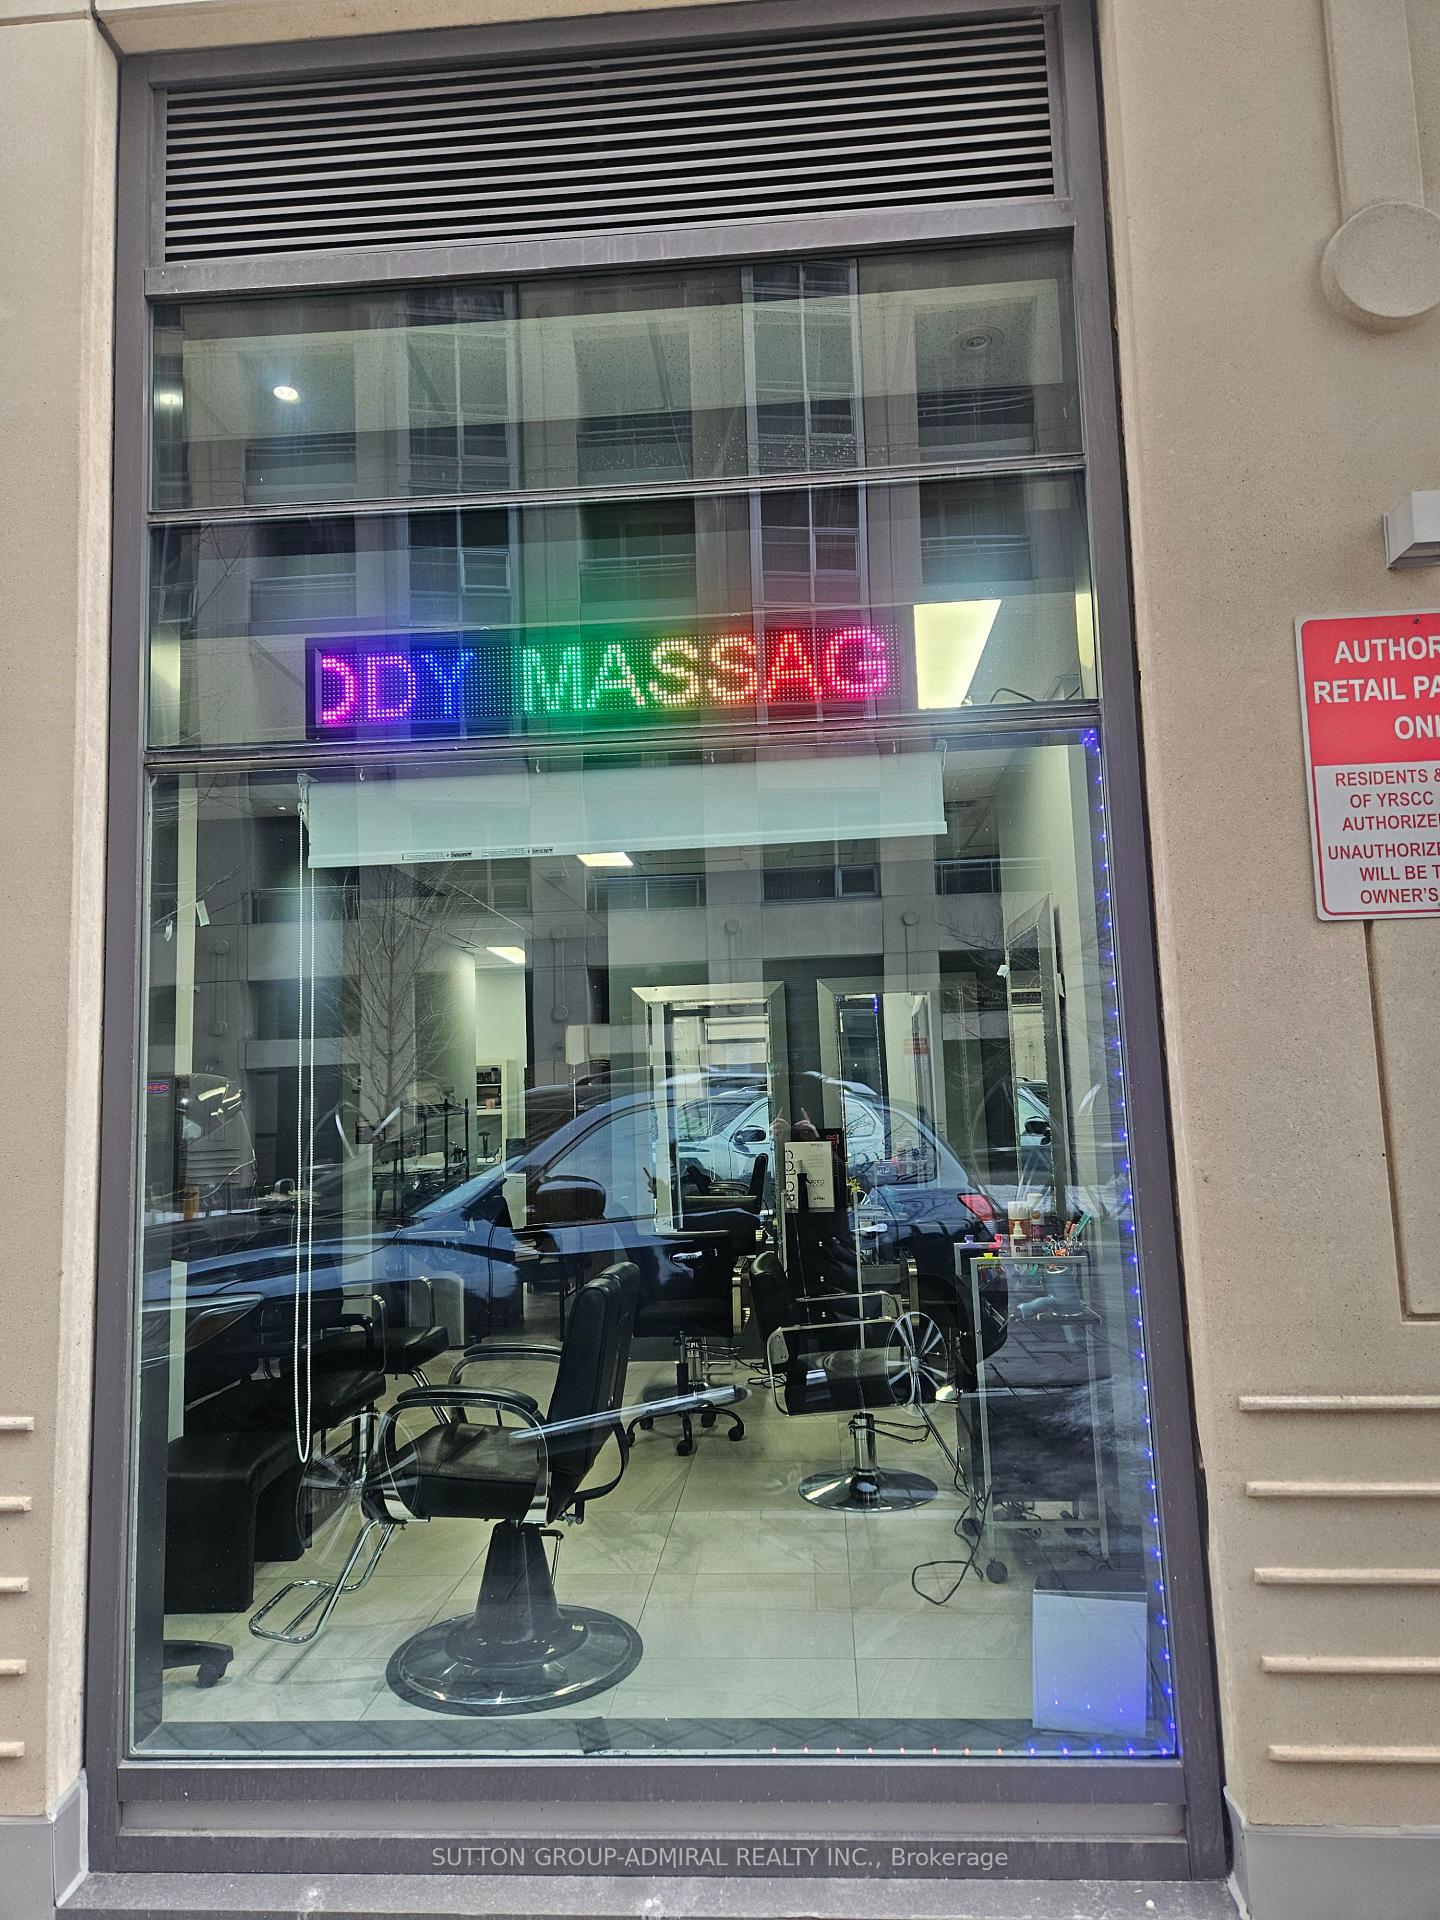 DDY MASSAG
AUTHOR
RETAIL PA
ONL
RESIDENTS &
OF YRSCC
AUTHORIZE
UNAUTHORIZE
WILL BE T
OWNER'S
COLOR
SUTTON GROUP-ADMIRAL REALTY INC., Brokerage